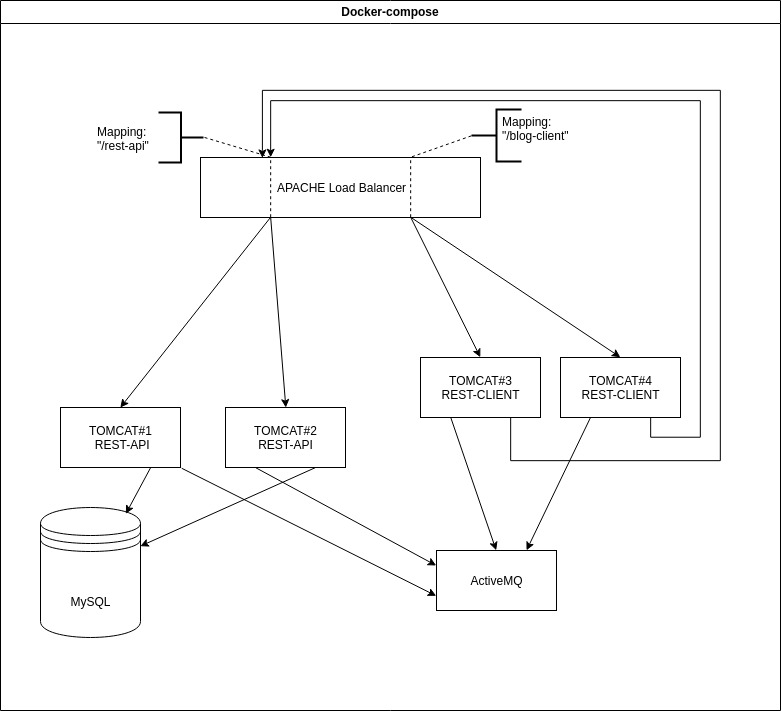 Docker-compose
Mapping:
"/rest-api"
Mapping:
"/blog-client"
APACHE Load Balancer
TOMCAT#3
REST-CLIENT
TOMCAT#4
REST-CLIENT
TOMCAT#1
REST-API
TOMCAT#2
REST-API
ActiveMQ
MySQL